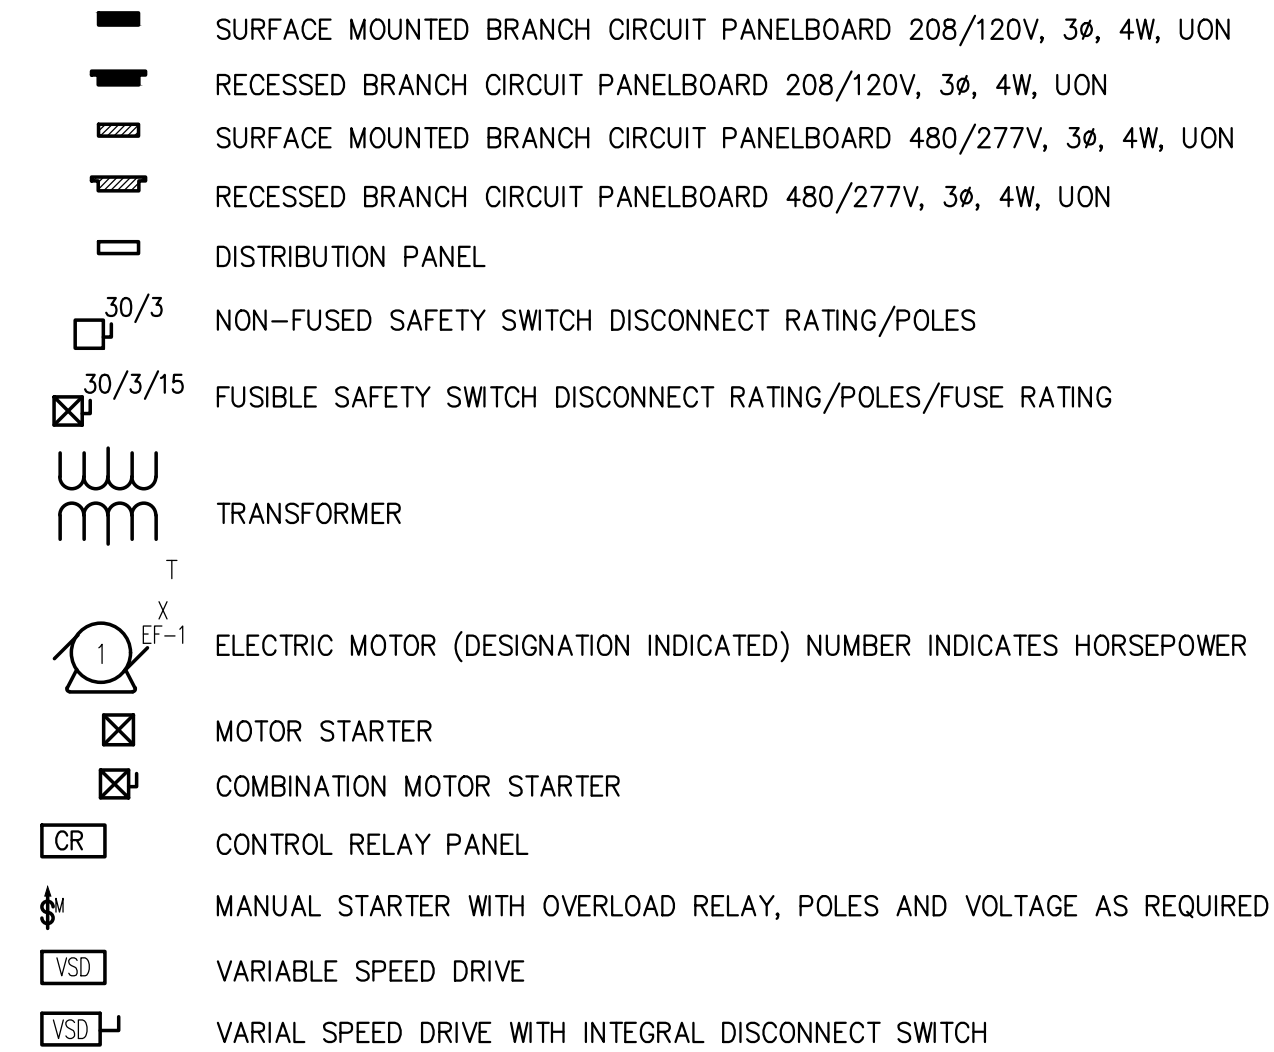 SURFACE MOUNTED BRANCH CIRCUIT PANELBOARD 208/120V, 3ø, 4W, UON
RECESSED BRANCH CIRCUIT PANELBOARD 208/120V, 3ø, 4W, UON
SURFACE MOUNTED BRANCH CIRCUIT PANELBOARD 480/277V, 3ø, 4W, UON
RECESSED BRANCH CIRCUIT PANELBOARD 480/277V, 3ø, 4W, UON
DISTRIBUTION PANEL
30/3 NON-FUSED SAFETY SWITCH DISCONNECT RATING/POLES
30/3/15 FUSIBLE SAFETY SWITCH DISCONNECT RATING/POLES/FUSE RATING
TRANSFORMER
T
X
EF-1
1 ELECTRIC MOTOR (DESIGNATION INDICATED) NUMBER INDICATES HORSEPOWER
MOTOR STARTER
COMBINATION MOTOR STARTER
CR CONTROL RELAY PANEL
$M MANUAL STARTER WITH OVERLOAD RELAY, POLES AND VOLTAGE AS REQUIRED
VSD VARIABLE SPEED DRIVE
VSD VARIAL SPEED DRIVE WITH INTEGRAL DISCONNECT SWITCH